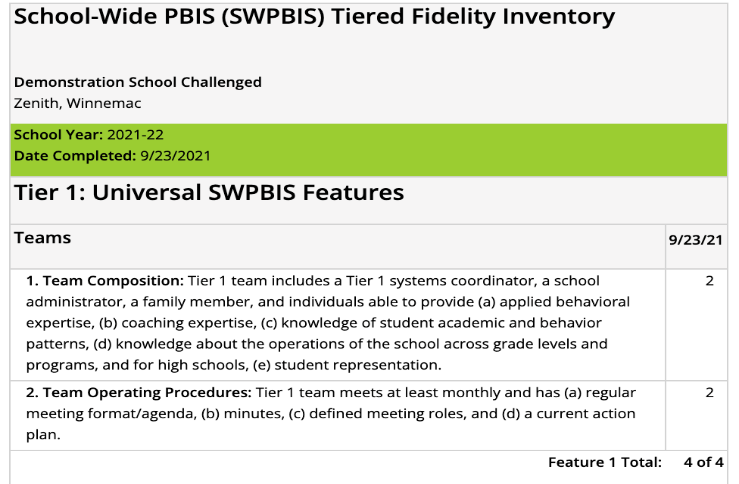 School-Wide PBIS (SWPBIS) Tiered Fidelity Inventory
Demonstration School Challenged
Zenith, Winnemac
School Year: 2021-22
Date Completed: 9/23/2021
Tier 1: Universal SWPBIS Features
Teams 9/23/21
1. Team Composition: Tier 1 team includes a Tier 1 systems coordinator, a school 2
administrator, a family member, and individuals able to provide (a) applied behavioral
expertise, (b) coaching expertise, (c) knowledge of student academic and behavior
patterns, (d) knowledge about the operations of the school across grade levels and
programs, and for high schools, (e) student representation.
2. Team Operating Procedures: Tier 1 team meets at least monthly and has (a) regular 2
meeting format/agenda, (b) minutes, (c) defined meeting roles, and (d) a current action
plan.
Feature 1 Total: 4 of 4